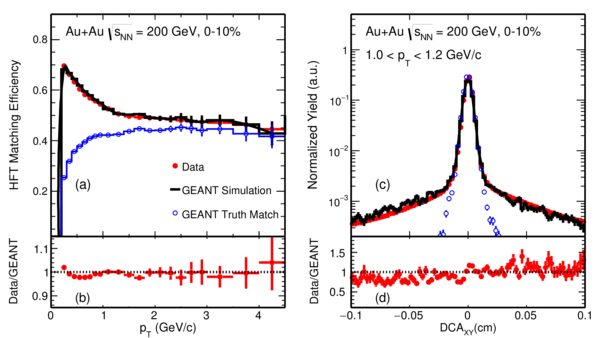 Au+Au √sNN = 200 GeV, 0-10%
HFT Matching Efficiency
0.8
0.6
0.4
0.2
Data
GEANT Simulation
GEANT Truth Match
(a)
Data/GEANT
1.1
1
0.9
(b)
0 1 2 3 4
pT (GeV/c)
Au+Au √sNN = 200 GeV, 0-10%
1.0 < pT < 1.2 GeV/c
Normalized Yield (a.u.)
1
10−1
10−2
10−3
(c)
Data/GEANT
1.5
1.0
0.5
(d)
−0.1 −0.05 0 0.05 0.1
DCAXY(cm)